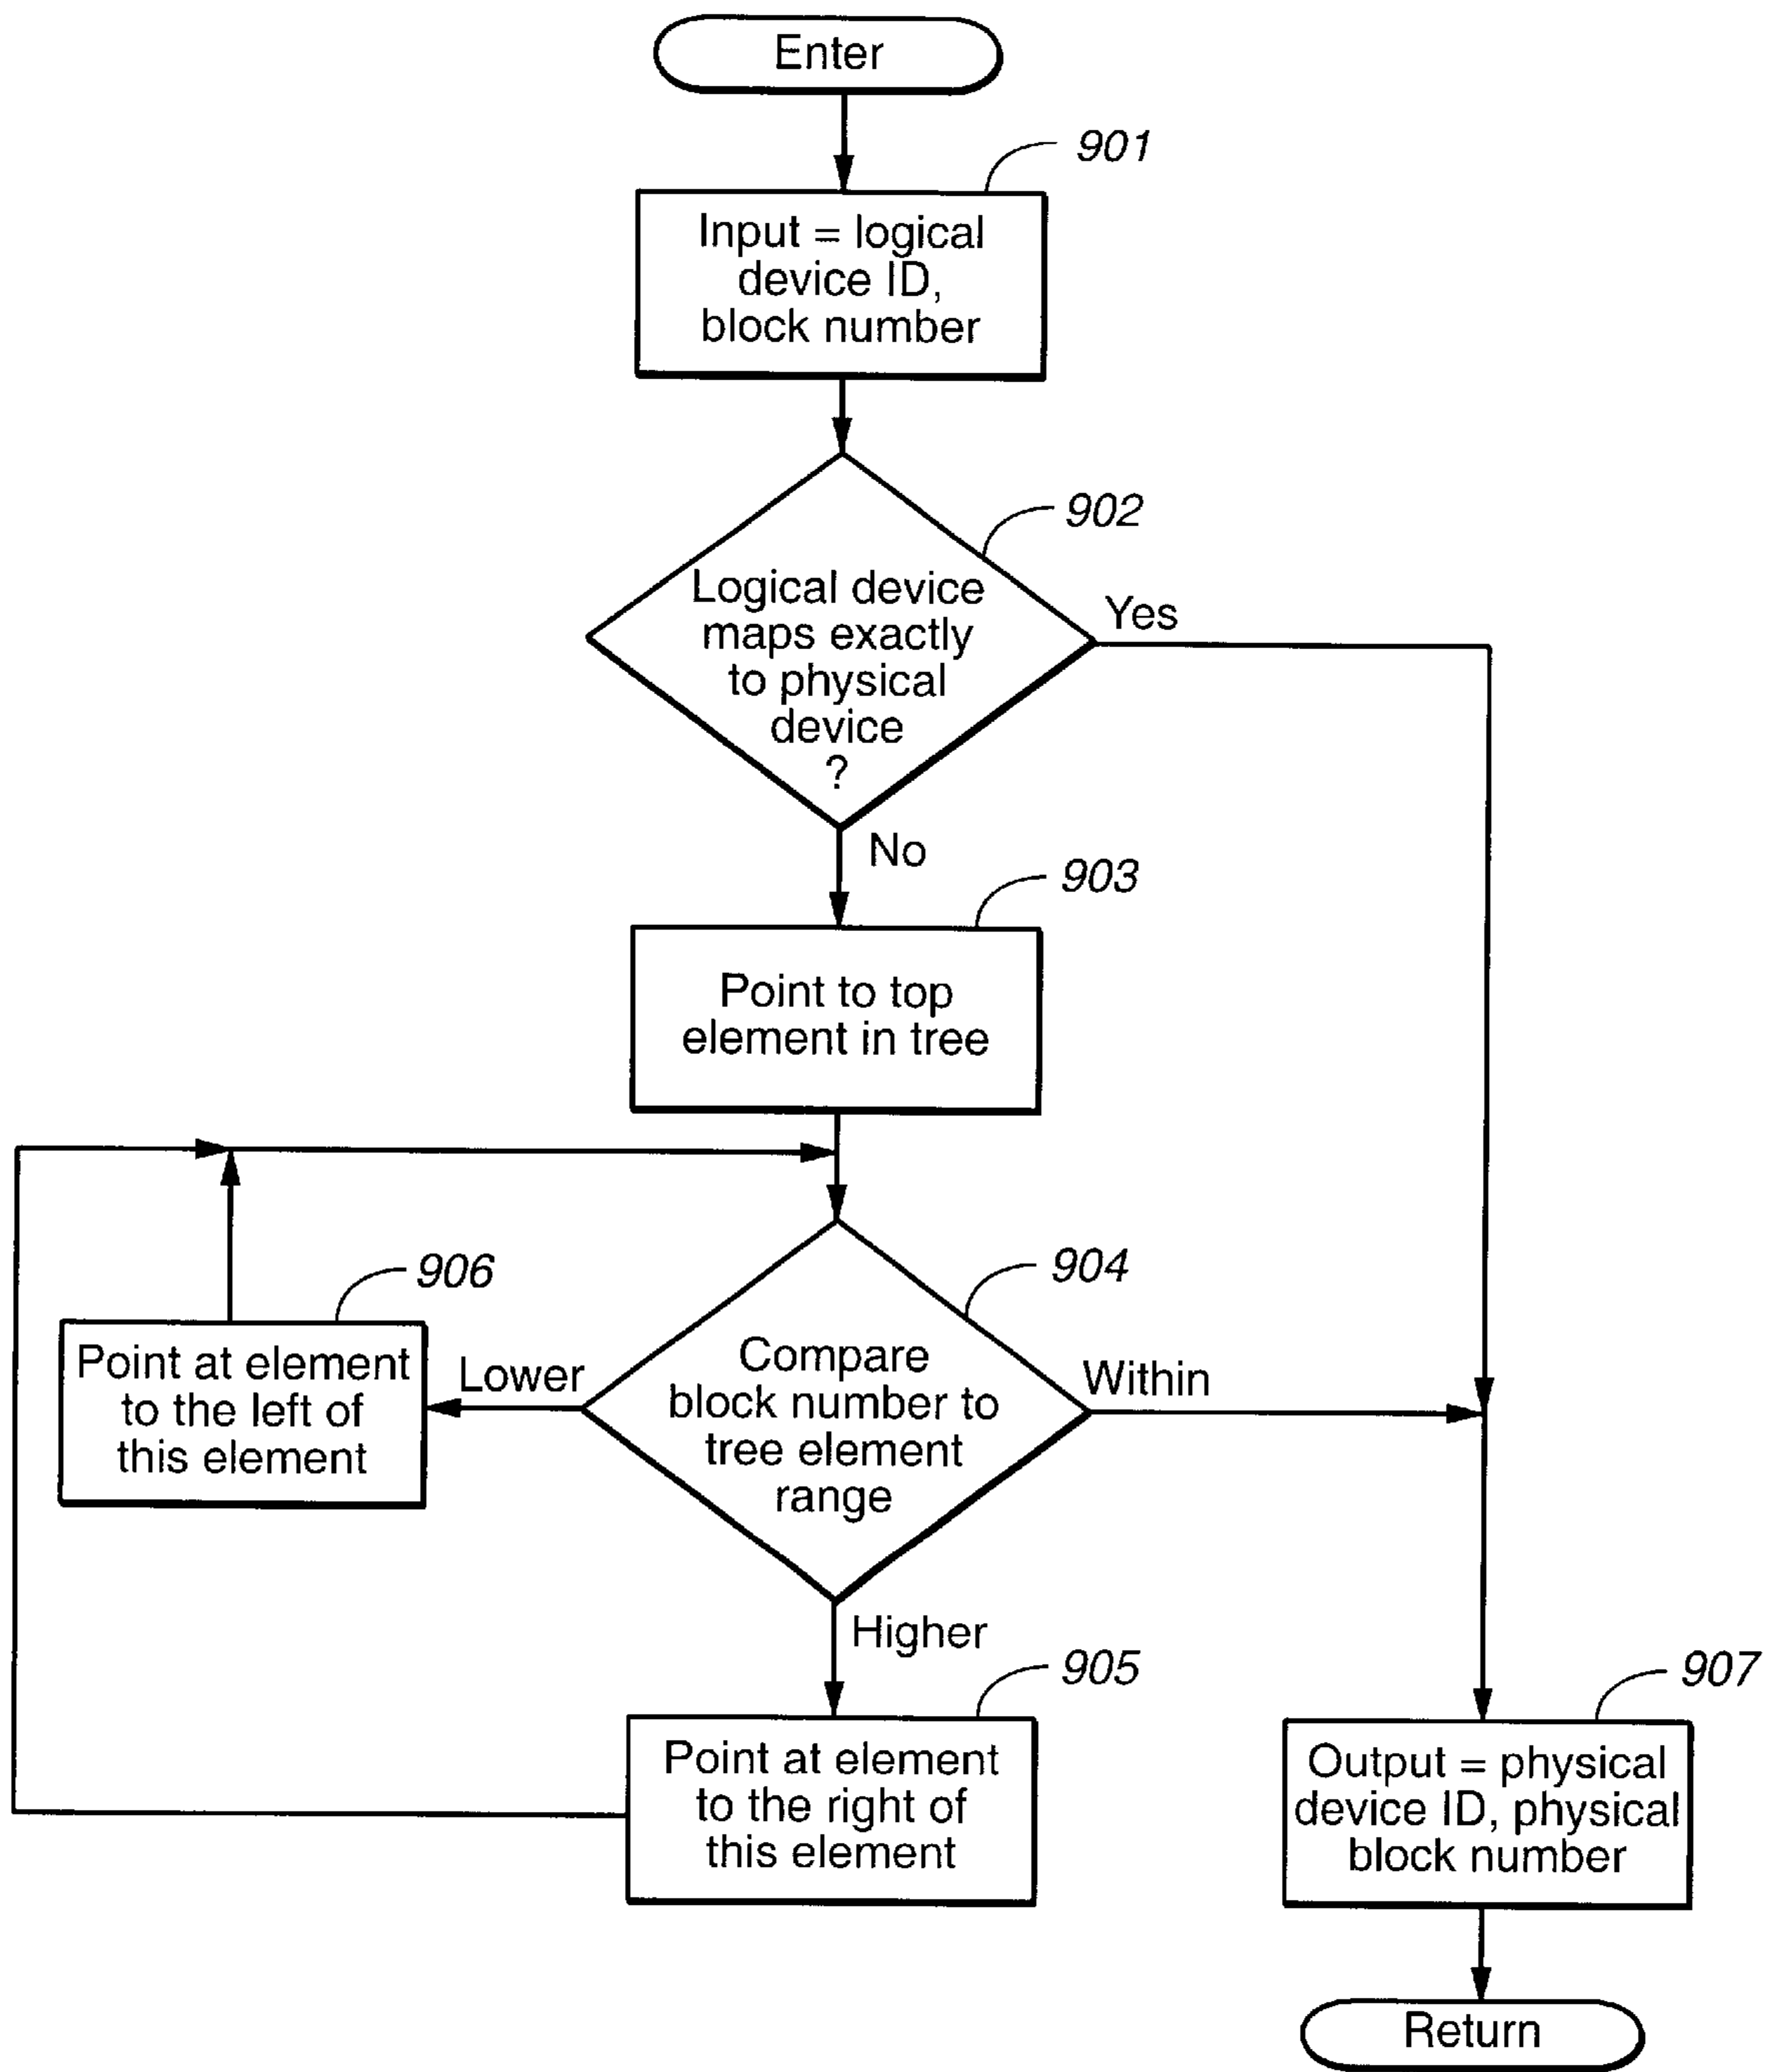 Enter
901
Input = logical
device ID,
block number
902
Logical device
maps exactly
to physical
device
?
Yes
No
903
Point to top
element in tree
906
904
Point at element
to the left of
this element
Lower
Compare
block number to
tree element
range
Within
Higher
905
907
Point at element
to the right of
this element
Output = physical
device ID, physical
block number
Return